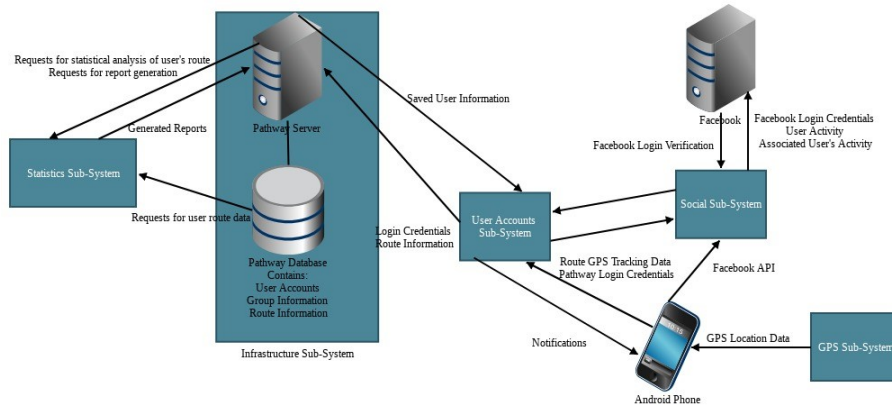 Requests for statistical analysis of user's route
Requests for report generation
Saved User Information
Generated Reports
Pathway Server
Facebook
Facebook Login Credentials
User Activity
Associated User's Activity
Facebook Login Verification
Statistics Sub-System
Requests for user route data
User Accounts
Sub-System
Social Sub-System
Login Credentials
Route Information
Pathway Database
Contains:
User Accounts
Group Information
Route Information
Route GPS Tracking Data
Pathway Login Credentials
Facebook API
Notifications
GPS Location Data
GPS Sub-System
Infrastructure Sub-System
10:15
Android Phone